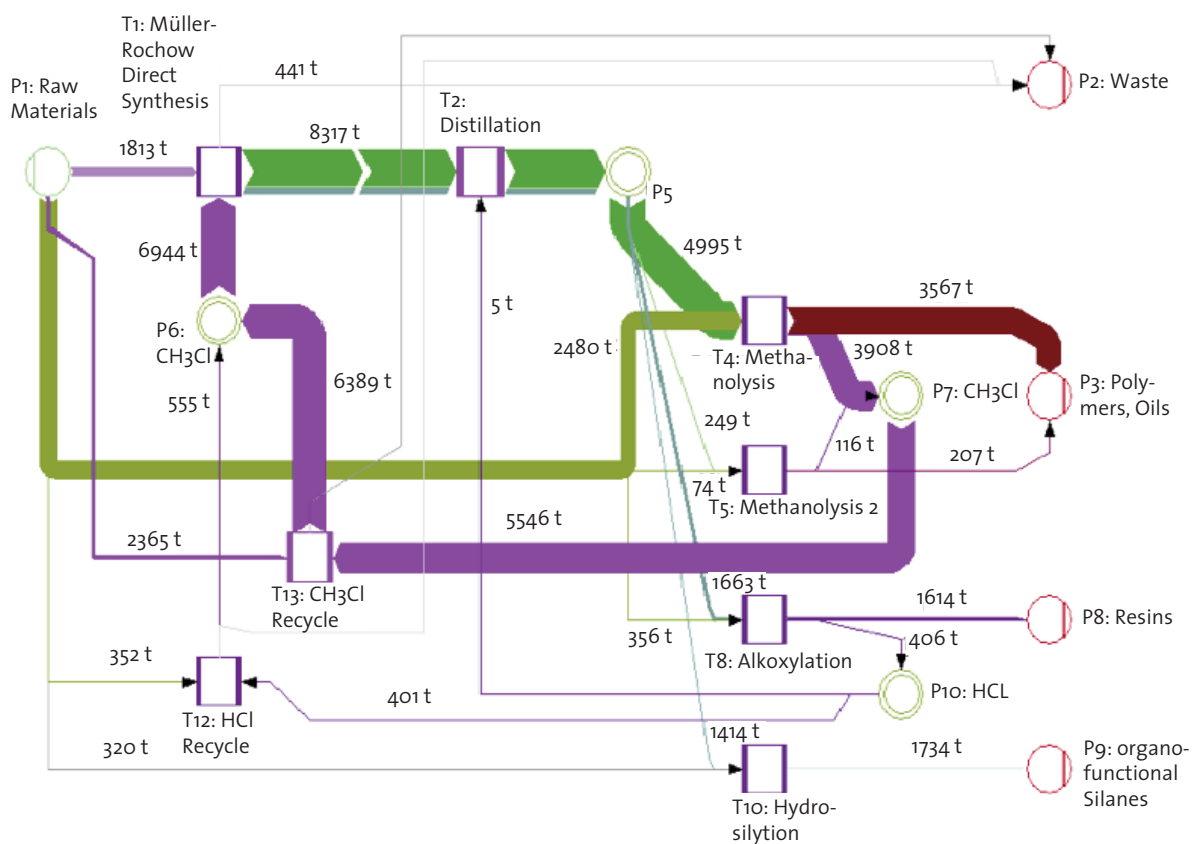 T1: Müller-
Rochow
Direct
Synthesis
441 t
P1: Raw
Materials
P2: Waste
T2:
Distillation
1813 t
8317 t
P5
6944 t
4995 t
5 t
3567 t
P6:
CH3Cl
2480 t
T4: Metha-
nolysis
3908 t
6389 t
P7: CH3Cl
P3: Poly-
mers, Oils
555 t
249 t
116 t
207 t
74 t
T5: Methanolysis 2
2365 t
5546 t
T13: CH3Cl
Recycle
1663 t
1614 t
P8: Resins
356 t
406 t
T8: Alkoxylation
352 t
401 t
P10: HCL
T12: HCl
Recycle
320 t
1414 t
1734 t
P9: organo-
functional
Silanes
T10: Hydro-
silytion